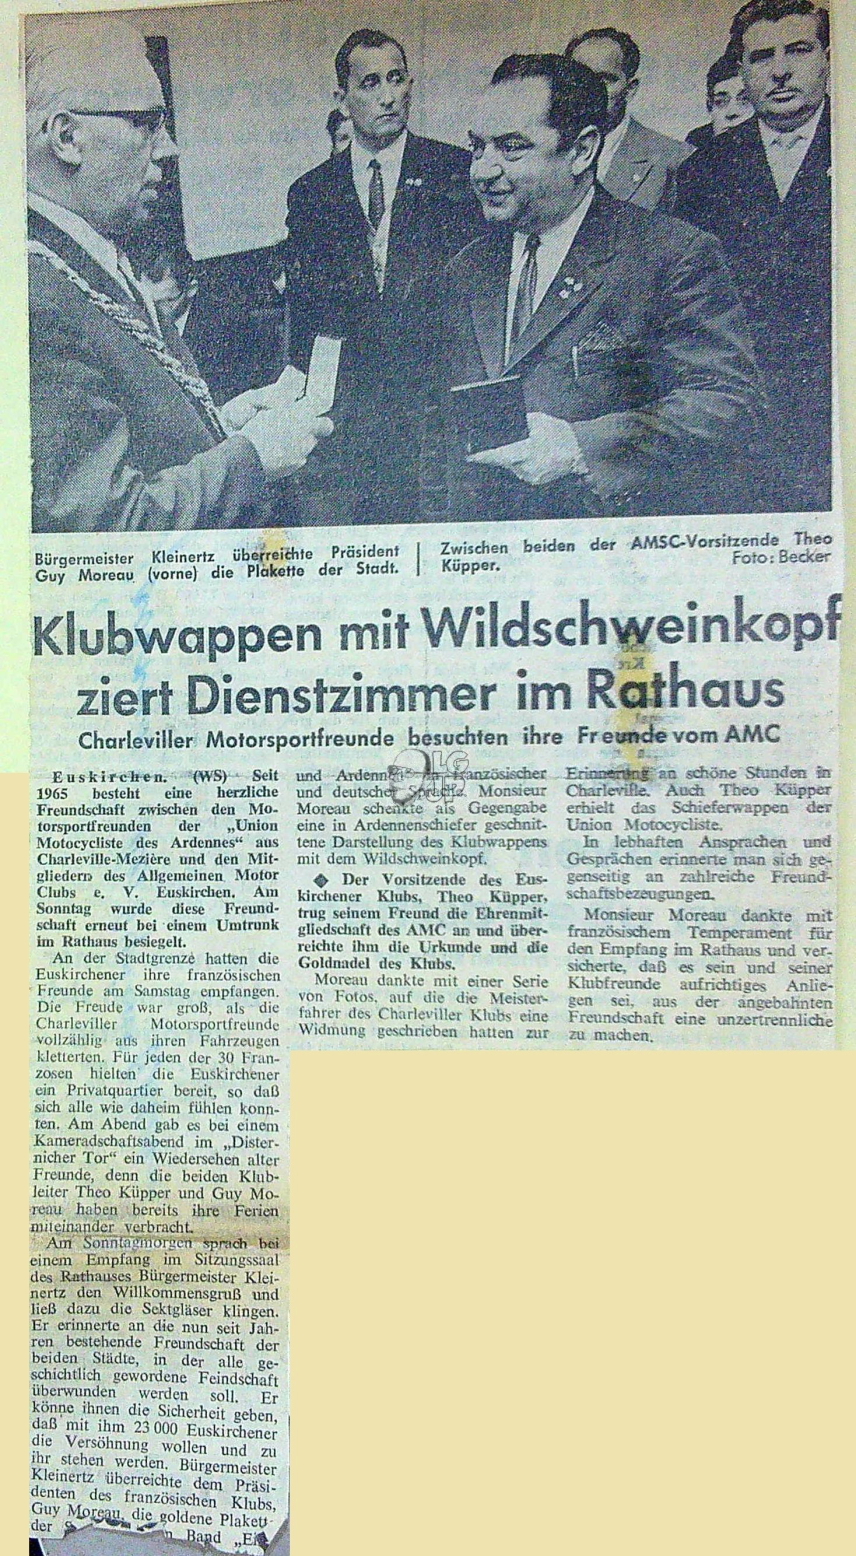 Bürgermeister Kleinertz überreichte Präsident
Guy Moreau (vorne) die Plakette der Stadt.
Zwischen beiden der AMSC-Vorsitzende Theo
Küpper. Foto: Becker
Klubwappen mit Wildschweinkopf
ziert Dienstzimmer im Rathaus
Charleviller Motorsportfreunde besuchten ihre Freunde vom AMC
Euskirchen. (WS) Seit
1965 besteht eine herzliche
Freundschaft zwischen den Mo-
torsportfreunden der „Union
Motocycliste des Ardennes“ aus
Charleville-Mezière und den Mit-
gliedern des Allgemeinen Motor
Clubs e. V. Euskirchen. Am
Sonntag wurde diese Freund-
schaft erneut bei einem Umtrunk
im Rathaus besiegelt.
An der Stadtgrenze hatten die
Euskirchener ihre französischen
Freunde am Samstag empfangen.
Die Freude war groß, als die
Charleviller Motorsportfreunde
vollzählig aus ihren Fahrzeugen
kletterten. Für jeden der 30 Fran-
zosen hielten die Euskirchener
ein Privatquartier bereit, so daß
sich alle wie daheim fühlen konn-
ten. Am Abend gab es bei einem
Kameradschaftsabend im „Dister-
nicher Tor“ ein Wiedersehen alter
Freunde, denn die beiden Klub-
leiter Theo Küpper und Guy Mo-
reau haben bereits ihre Ferien
miteinander verbracht.
Am Sonntagmorgen sprach bei
einem Empfang im Sitzungssaal
des Rathauses Bürgermeister Klei-
nertz den Willkommensgruß und
ließ dazu die Sektgläser klingen.
Er erinnerte an die nun seit Jah-
ren bestehende Freundschaft der
beiden Städte, in der alle ge-
schichtlich gewordene Feindschaft
überwunden werden soll. Er
könne ihnen die Sicherheit geben,
daß mit ihm 23 000 Euskirchener
die Versöhnung wollen und zu
ihr stehen werden. Bürgermeister
Kleinertz überreichte dem Präsi-
denten des französischen Klubs,
Guy Moreau, die goldene Plakett
der Band „Ei
und Ardennen in französischer
und deutscher Sprache. Monsieur
Moreau schenkte als Gegengabe
eine in Ardennenschiefer geschnit-
tene Darstellung des Klubwappens
mit dem Wildschweinkopf.
◆ Der Vorsitzende des Eus-
kirchener Klubs, Theo Küpper,
trug seinem Freund die Ehrenmit-
gliedschaft des AMC an und über-
reichte ihm die Urkunde und die
Goldnadel des Klubs.
Moreau dankte mit einer Serie
von Fotos, auf die die Meister-
fahrer des Charleviller Klubs eine
Widmung geschrieben hatten zur
Erinnerung an schöne Stunden in
Charleville. Auch Theo Küpper
erhielt das Schieferwappen der
Union Motocycliste.
In lebhaften Ansprachen und
Gesprächen erinnerte man sich ge-
genseitig an zahlreiche Freund-
schaftsbezeugungen.
Monsieur Moreau dankte mit
französischem Temperament für
den Empfang im Rathaus und ver-
sicherte, daß es sein und seiner
Klubfreunde aufrichtiges Anlie-
gen sei, aus der angebahnten
Freundschaft eine unzertrennliche
zu machen.